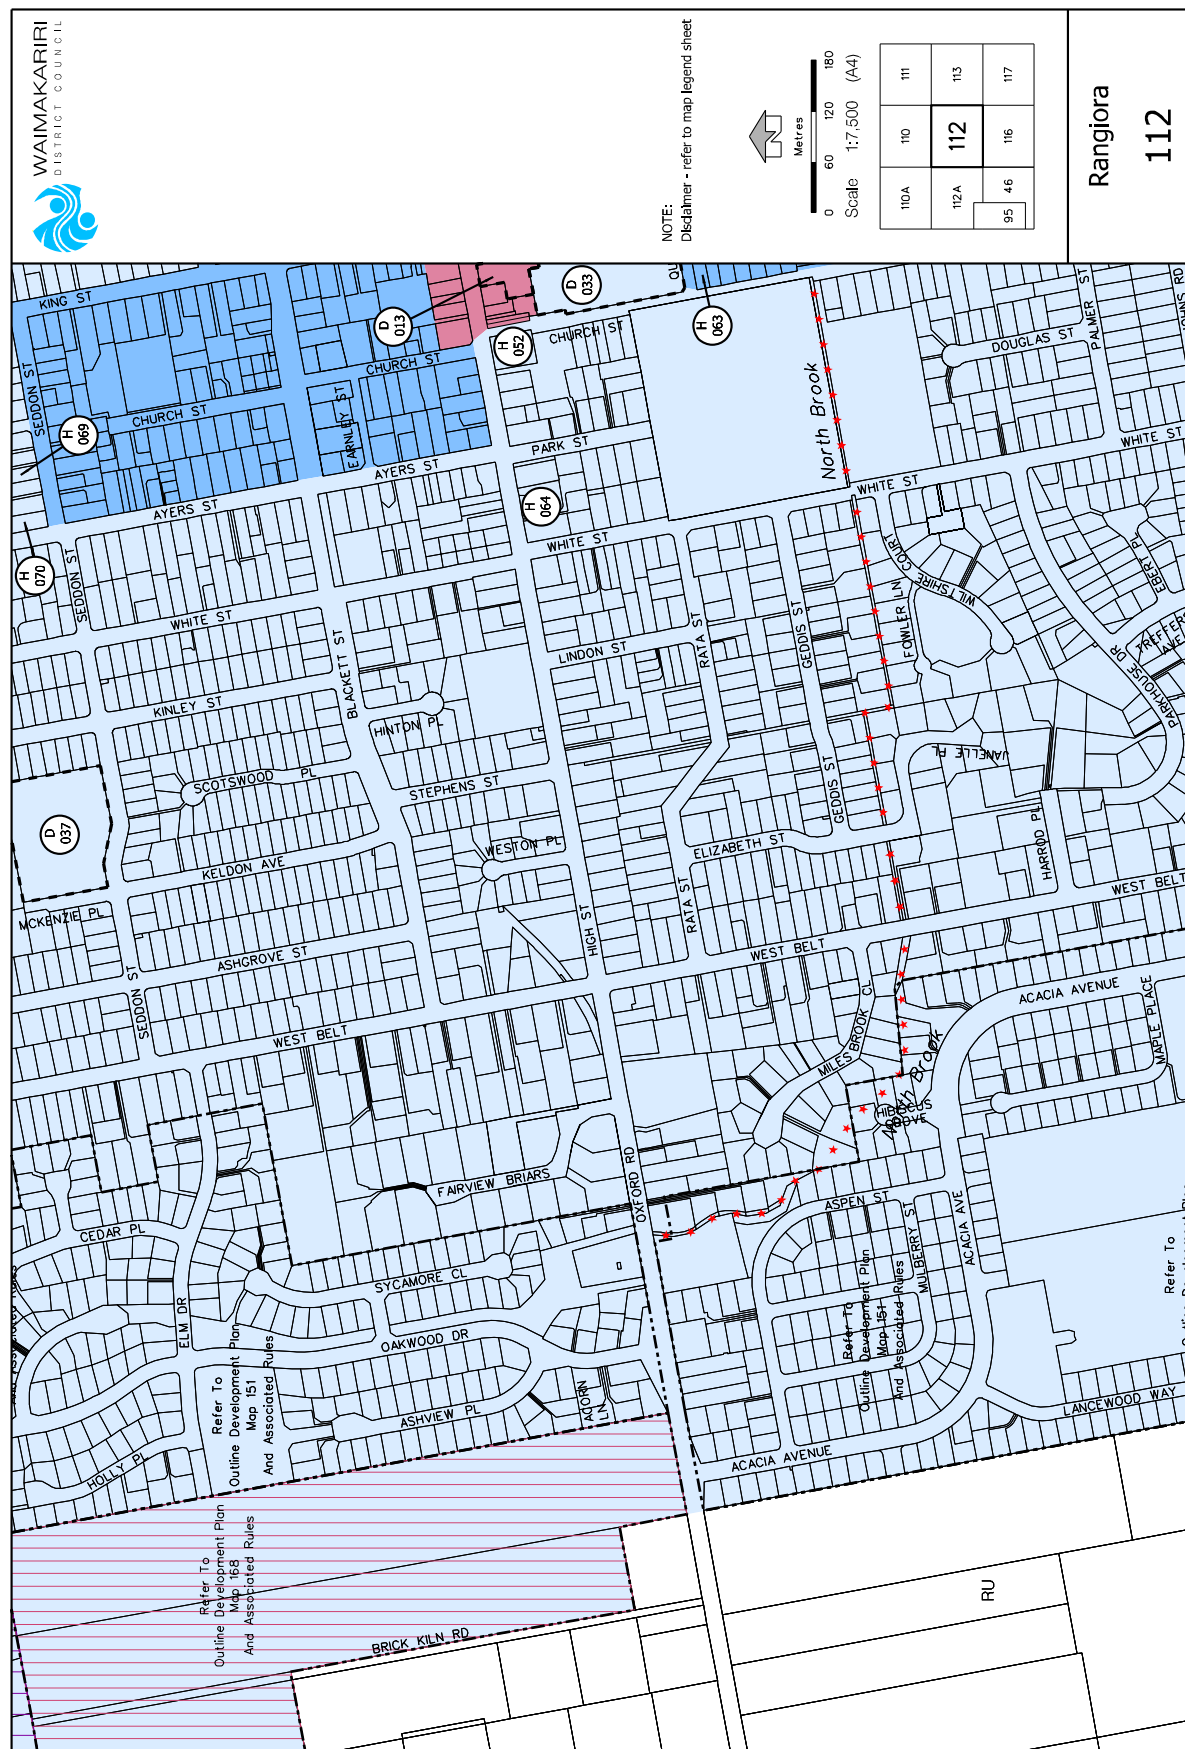 WAIMAKARIRI
DISTRICT COUNCIL
NOTE:
Disclaimer - refer to map legend sheet
Metres
0 60 120 180
Scale 1:7,500 (A4)
111 113 117
110 112 116
110A 112A 46
95
Rangiora
112
KING ST
SEDDON ST
H
069
CHURCH ST
EARNLEY ST
D
013
CHURCH ST
D
033
H
052
CHURCH ST
H
063
North Brook
DOUGLAS ST
PALMER ST
JOHNS RD
AYERS ST
AYERS ST
PARK ST
H
064
H
070
SEDDON ST
WHITE ST
WHITE ST
WHITE ST
WHITE ST
BLACKETT ST
KINLEY ST
HINTON PL
LINDON ST
RATA ST
GEDDIS ST
FOWLER LN
WILTSHIRE COURT
EBERT PL
PARKHOUSE DR
JANELLE PL
SCOTSWOOD PL
STEPHENS ST
GEDDIS ST
D
037
KELDON AVE
WESTON PL
ELIZABETH ST
HARROD PL
MCKENZIE PL
ASHGROVE ST
HIGH ST
RATA ST
WEST BELT
WEST BELT
SEDDON ST
WEST BELT
MILES BROOK CL
North Brook
ACACIA AVENUE
MAPLE PLACE
CEDAR PL
FAIRVIEW BRIARS
OXFORD RD
ASPEN ST
MULBERRY ST
ACACIA AVE
ELM DR
SYCAMORE CL
OAKWOOD DR
Refer To
Outline Development Plan
Map 151
And Associated Rules
Refer To
Outline Development Plan
Map 151
And Associated Rules
Refer To
HOLLY PL
ASHVIEW PL
LN
ACACIA AVENUE
LANCEWOOD WAY
Refer To
Outline Development Plan
Map 168
And Associated Rules
BRICK KILN RD
RU